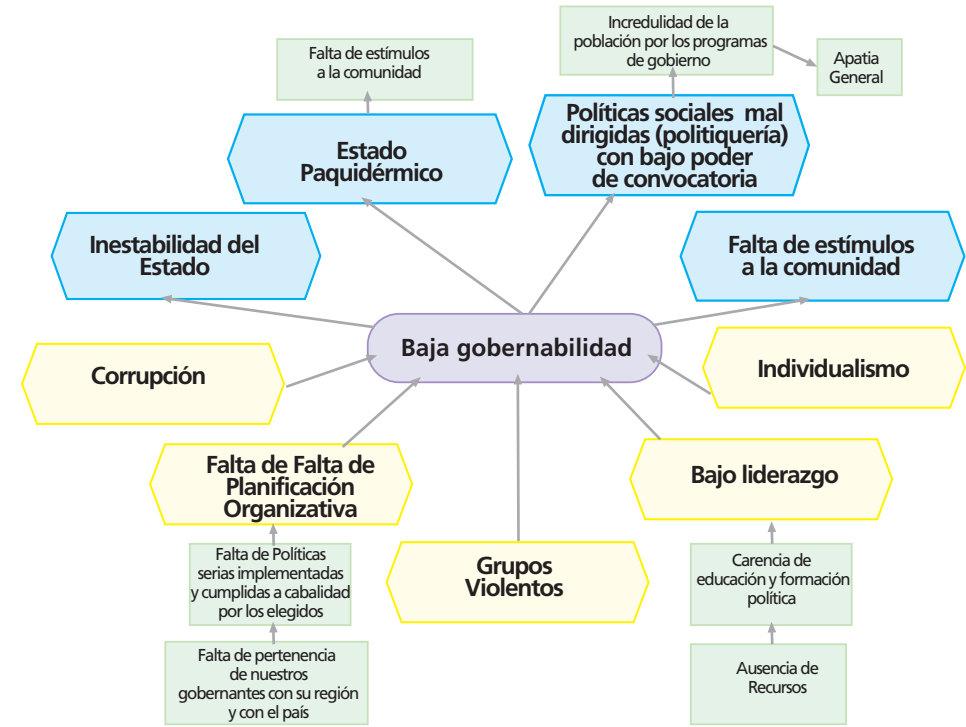 Incredulidad de la
población por los programas
de gobierno
Falta de estímulos
a la comunidad
Apatia
General
Políticas sociales mal
dirigidas (politiquería)
con bajo poder
de convocatoria
Estado
Paquidérmico
Inestabilidad del
Estado
Falta de estímulos
a la comunidad
Baja gobernabilidad
Corrupción
Individualismo
Falta de Falta de
Planificación
Organizativa
Bajo liderazgo
Grupos
Violentos
Falta de Políticas
serias implementadas
y cumplidas a cabalidad
por los elegidos
Carencia de
educación y formación
política
Falta de pertenencia
de nuestros
gobernantes con su región
y con el país
Ausencia de
Recursos